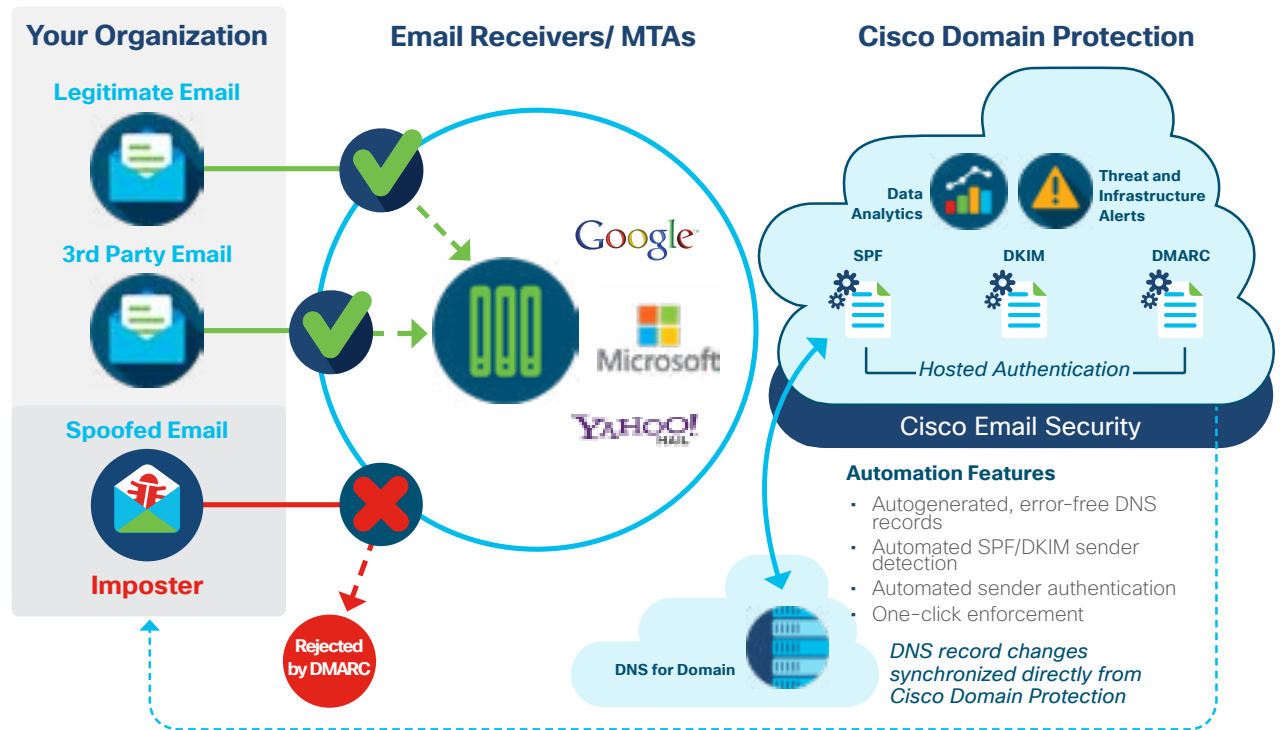 Your Organization
Email Receivers/ MTAs
Cisco Domain Protection
Legitimate Email
3rd Party Email
Spoofed Email
Imposter
Google
Microsoft
YAHOO!
MAIL
Rejected
by DMARC
DNS for Domain
Data
Analytics
Threat and
Infrastructure
Alerts
SPF
DKIM
DMARC
Hosted Authentication
Cisco Email Security
Automation Features
• Autogenerated, error-free DNS
records
• Automated SPF/DKIM sender
detection
• Automated sender authentication
• One-click enforcement
DNS record changes
synchronized directly from
Cisco Domain Protection